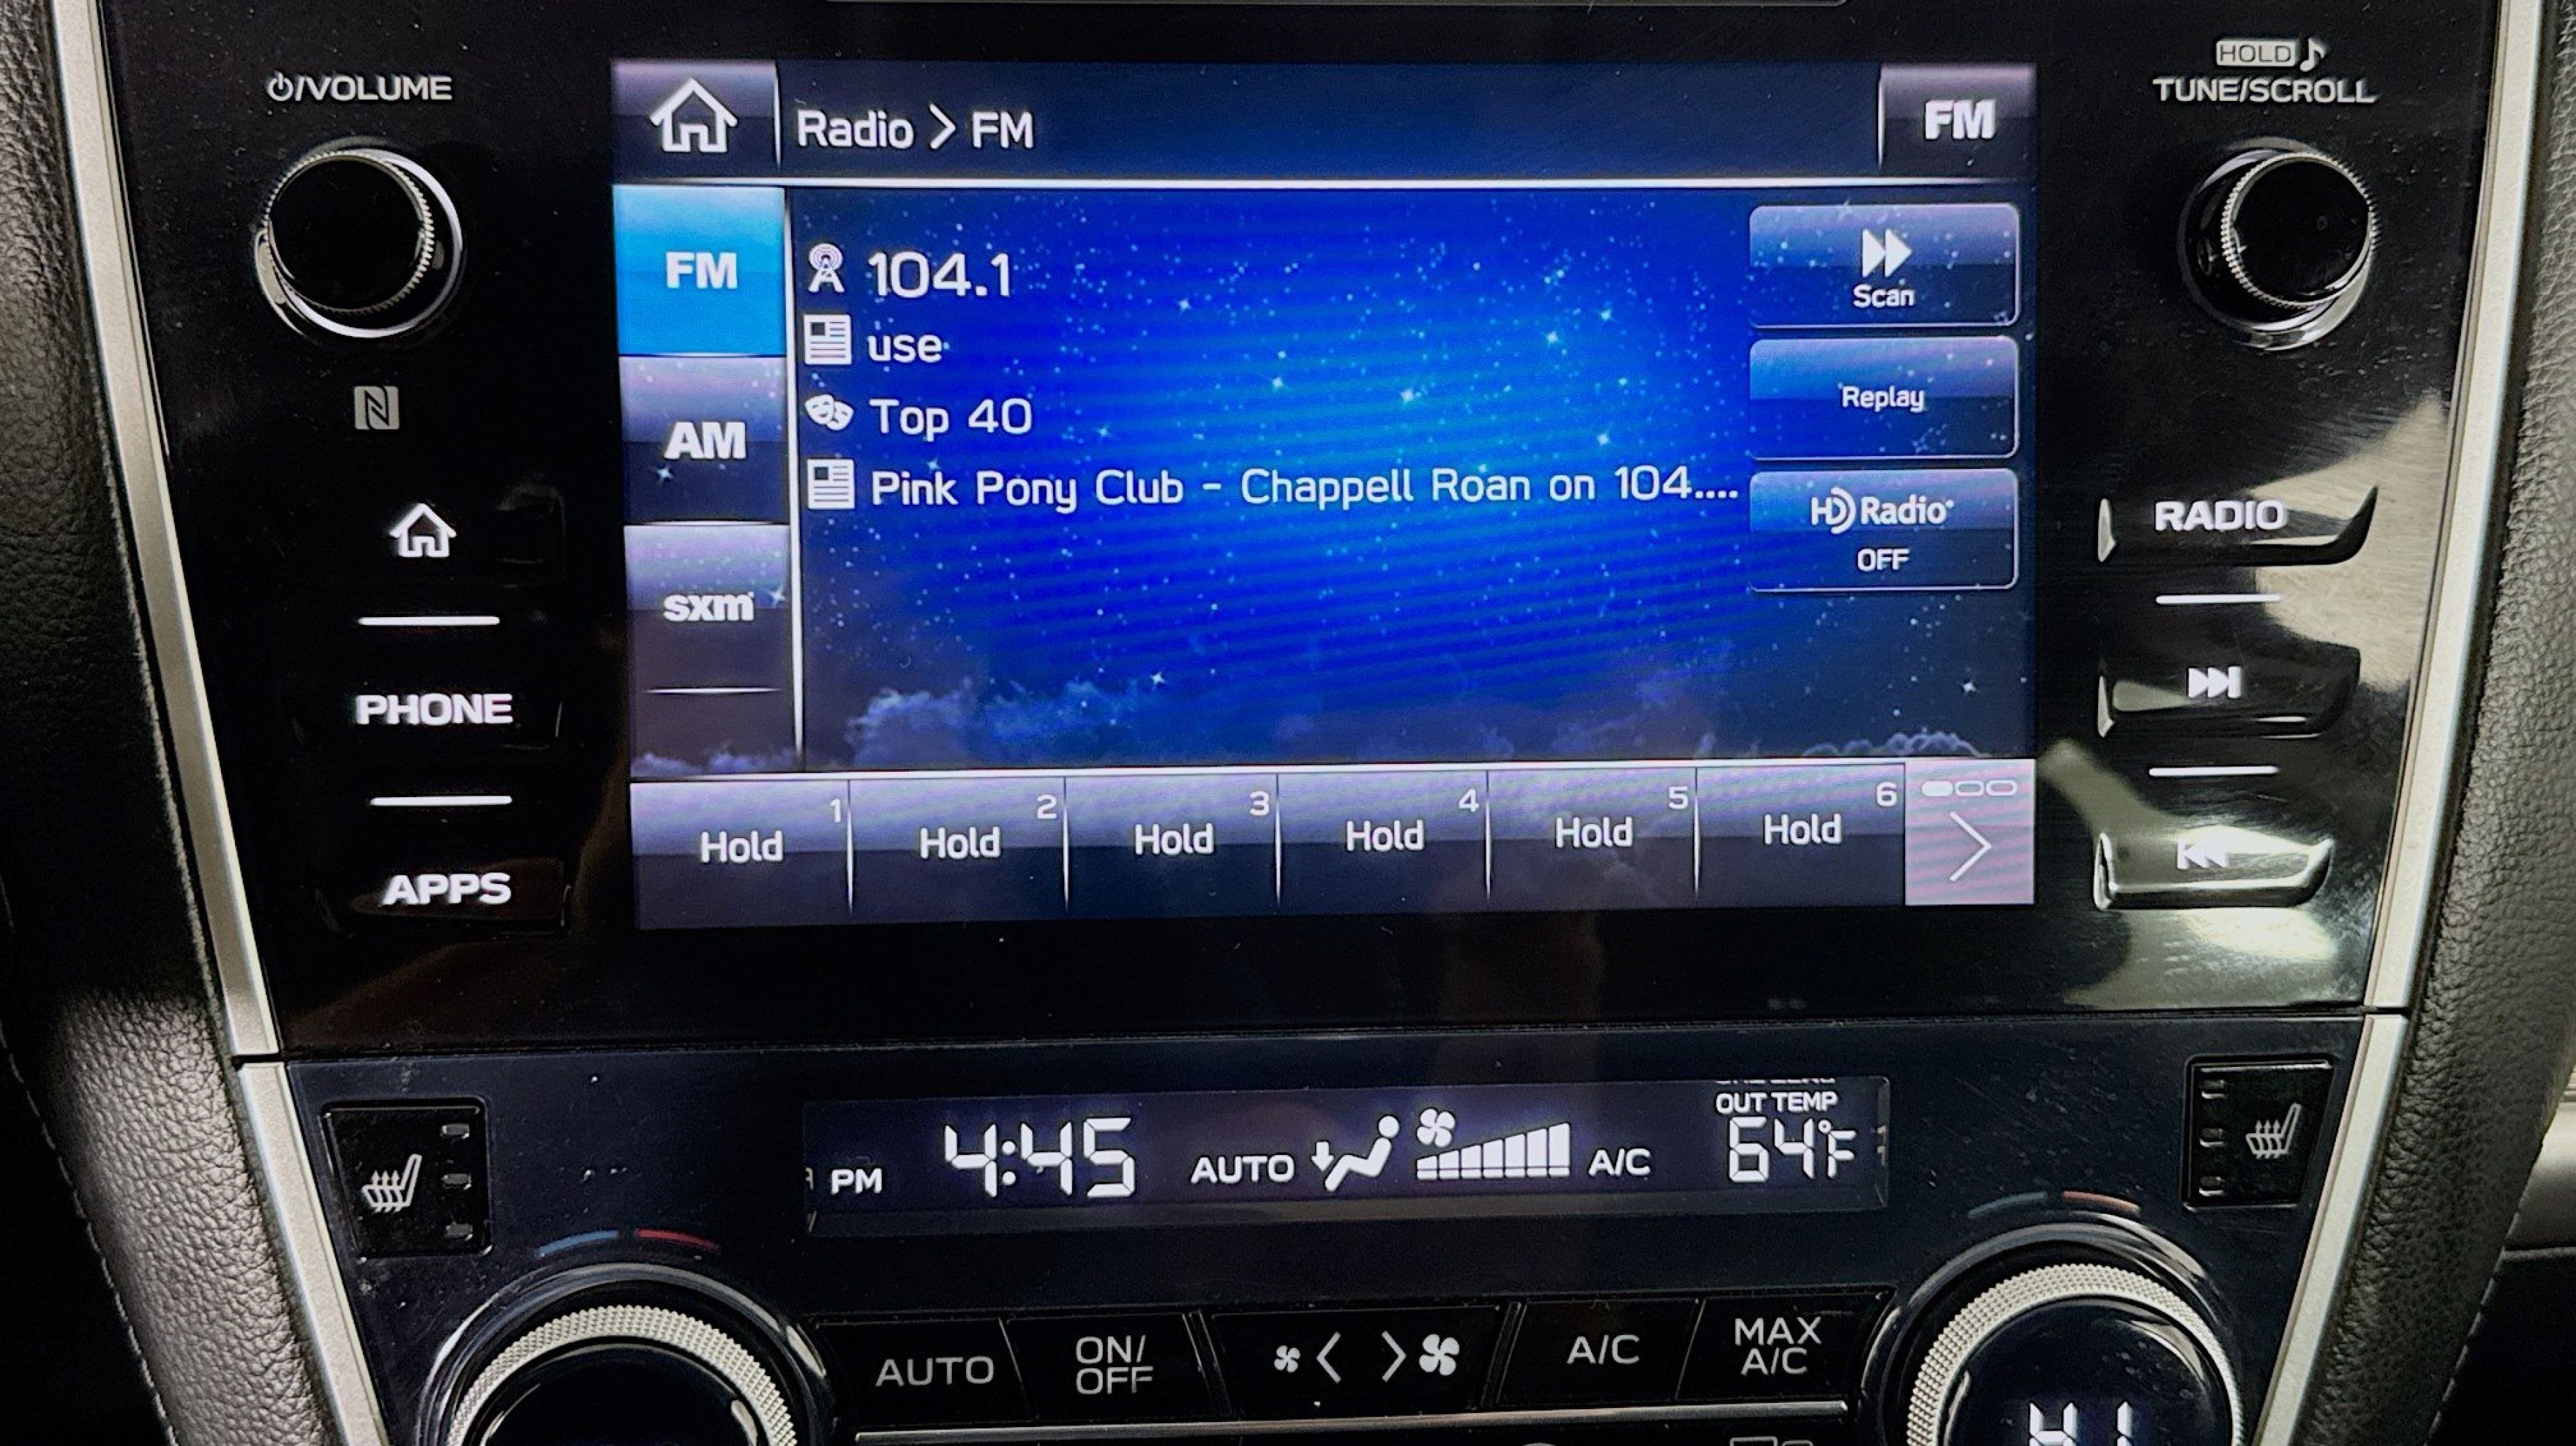 ⏻/VOLUME
HOLD ♪
TUNE/SCROLL
Radio > FM
FM
FM
104.1
Scan
use
Replay
AM
Top 40
Pink Pony Club - Chappell Roan on 104....
HD Radio
OFF
RADIO
sxm
PHONE
APPS
1
2
3
4
5
6
Hold
Hold
Hold
Hold
Hold
Hold
OUT TEMP
PM 4:45 AUTO A/C 64°F
AUTO
ON/
OFF
A/C
MAX
A/C